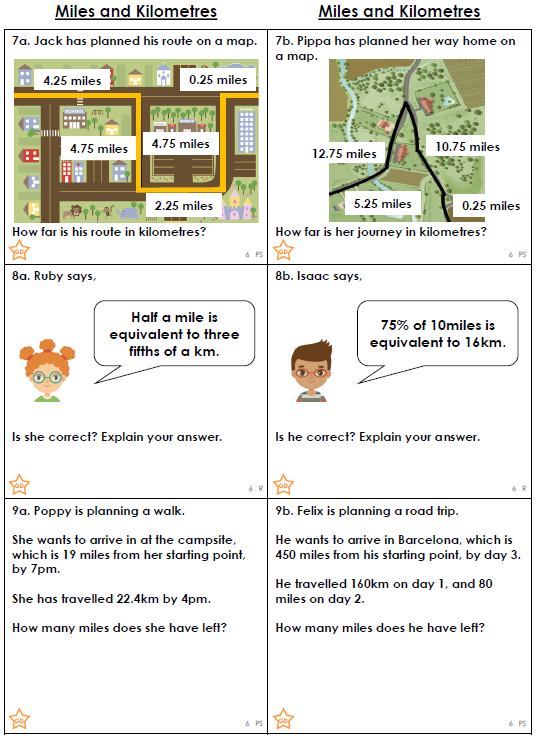 Miles and Kilometres
7a. Jack has planned his route on a map.
4.25 miles
0.25 miles
SCHOOL
4.75 miles
4.75 miles
2.25 miles
How far is his route in kilometres?
GD
6 PS
Miles and Kilometres
7b. Pippa has planned her way home on
a map.
12.75 miles
10.75 miles
5.25 miles
0.25 miles
How far is her journey in kilometres?
GD
6 PS
8a. Ruby says,
Half a mile is
equivalent to three
fifths of a km.
Is she correct? Explain your answer.
GD
6 R
8b. Isaac says,
75% of 10miles is
equivalent to 16km.
Is he correct? Explain your answer.
GD
6 R
9a. Poppy is planning a walk.
She wants to arrive in at the campsite,
which is 19 miles from her starting point,
by 7pm.
She has travelled 22.4km by 4pm.
How many miles does she have left?
GD
6 PS
9b. Felix is planning a road trip.
He wants to arrive in Barcelona, which is
450 miles from his starting point, by day 3.
He travelled 160km on day 1, and 80
miles on day 2.
How many miles does he have left?
GD
6 PS